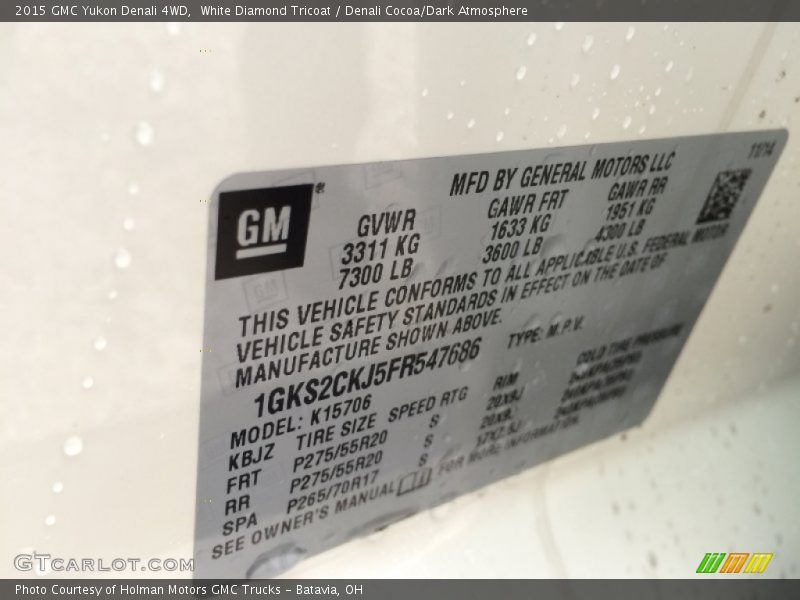 2015 GMC Yukon Denali 4WD, White Diamond Tricoat / Denali Cocoa/Dark Atmosphere
MFD BY GENERAL MOTORS LLC 11/14
GM
GVWR GAWR FRT GAWR RR
3311 KG 1633 KG 1951 KG
7300 LB 3600 LB 4300 LB
THIS VEHICLE CONFORMS TO ALL APPLICABLE U.S. FEDERAL MOTOR
VEHICLE SAFETY STANDARDS IN EFFECT ON THE DATE OF
MANUFACTURE SHOWN ABOVE.
1GKS2CKJ5FR547686 TYPE: M.P.V.
MODEL: K15706
KBJZ TIRE SIZE SPEED RTG RIM COLD TIRE PRESSURE
FRT P275/55R20 S 20X9J
RR P275/55R20 S 20X9J
SPA P265/70R17 S 17X7.5J
SEE OWNER'S MANUAL FOR MORE INFORMATION.
GTCARLOT.COM
Photo Courtesy of Holman Motors GMC Trucks - Batavia, OH